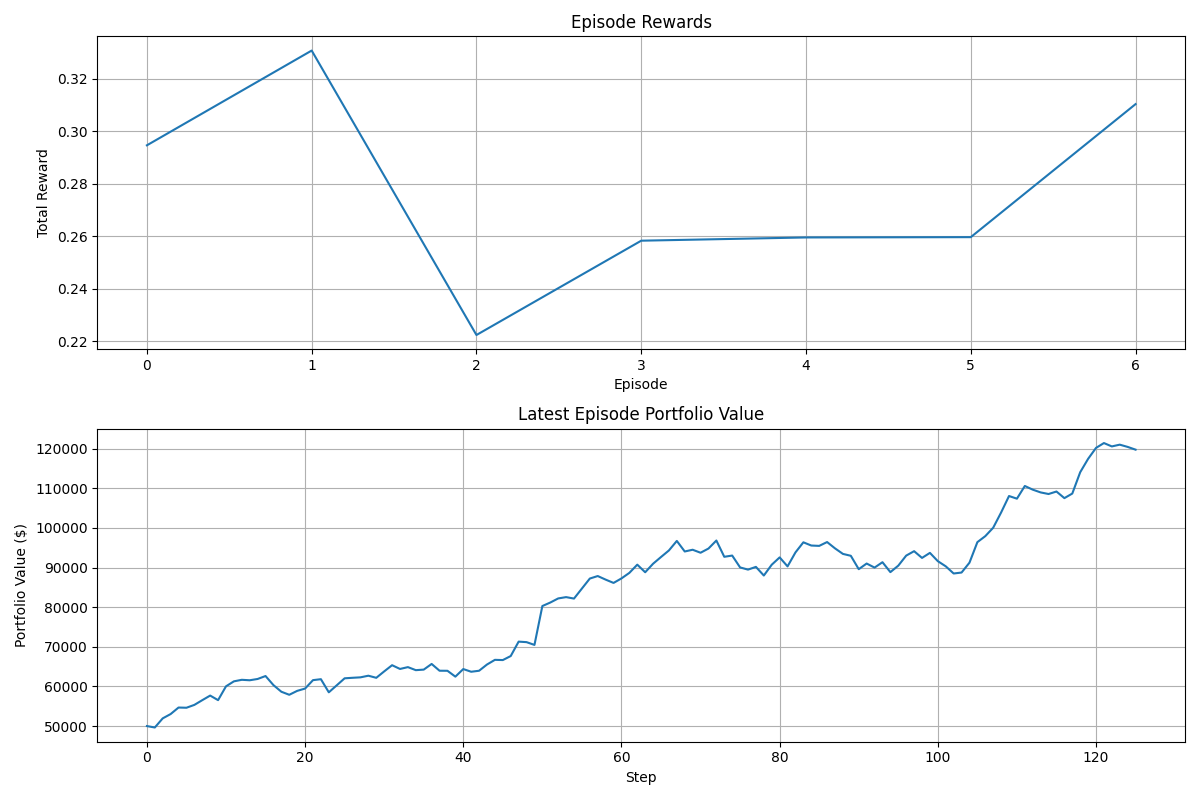 Episode Rewards
0.32
0.30
0.28
0.26
0.24
0.22
Total Reward
0 1 2 3 4 5 6
Episode
Latest Episode Portfolio Value
120000
110000
100000
90000
80000
70000
60000
50000
Portfolio Value ($)
0 20 40 60 80 100 120
Step